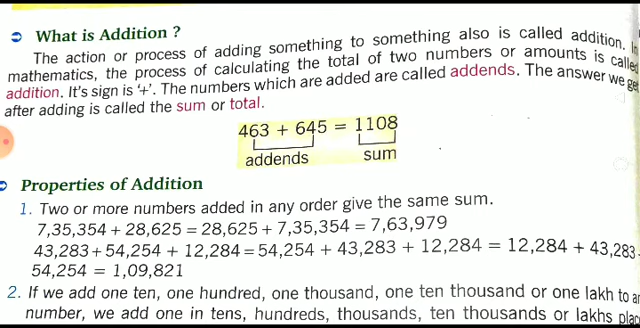 What is Addition ?
The action or process of adding something to something also is called addition. In
mathematics, the process of calculating the total of two numbers or amounts is called
addition. It's sign is '+'. The numbers which are added are called addends. The answer we get
after adding is called the sum or total.
463 + 645 = 1108
addends sum
Properties of Addition
1. Two or more numbers added in any order give the same sum.
7,35,354 + 28,625 = 28,625 + 7,35,354 = 7,63,979
43,283 + 54,254 + 12,284 = 54,254 + 43,283 + 12,284 = 12,284 + 43,283
54,254 = 1,09,821
2. If we add one ten, one hundred, one thousand, one ten thousand or one lakh to
number, we add one in tens, hundreds, thousands, ten thousands or lakhs